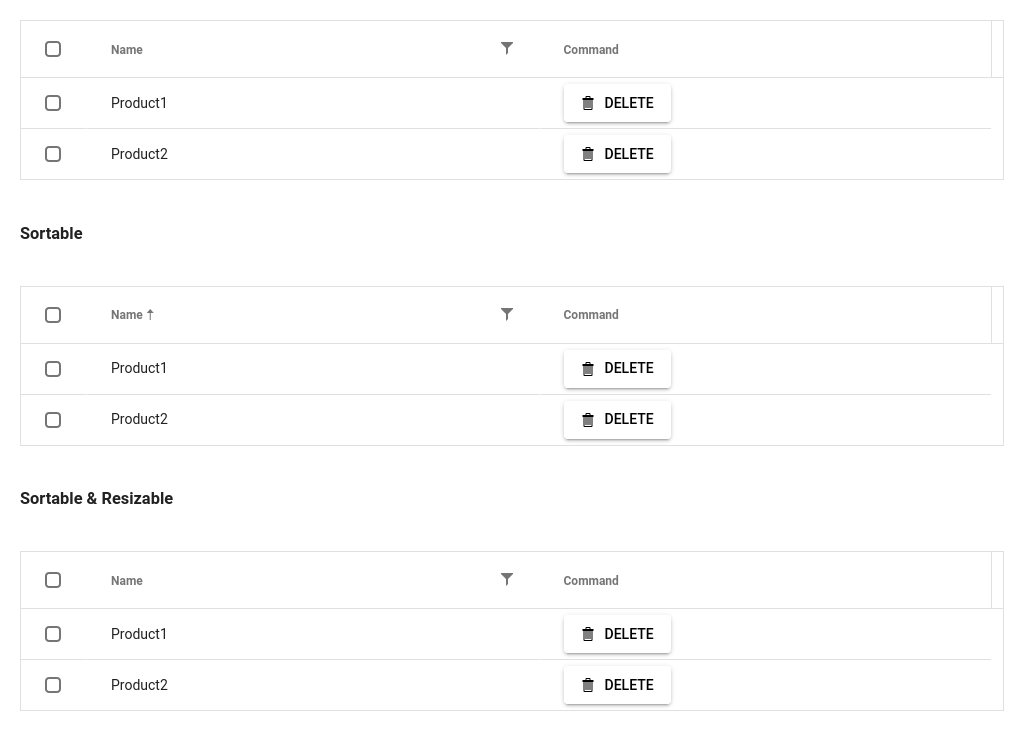 Name Command
Product1 DELETE
Product2 DELETE
Sortable
Name Command
Product1 DELETE
Product2 DELETE
Sortable & Resizable
Name Command
Product1 DELETE
Product2 DELETE